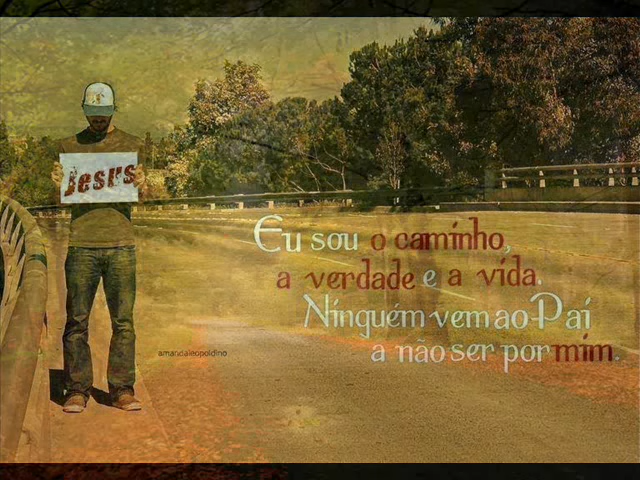 Jesus
Eu sou o caminho,
a verdade e a vida.
Ninguém vem ao Pai
a não ser por mim.
amandaleopoldino